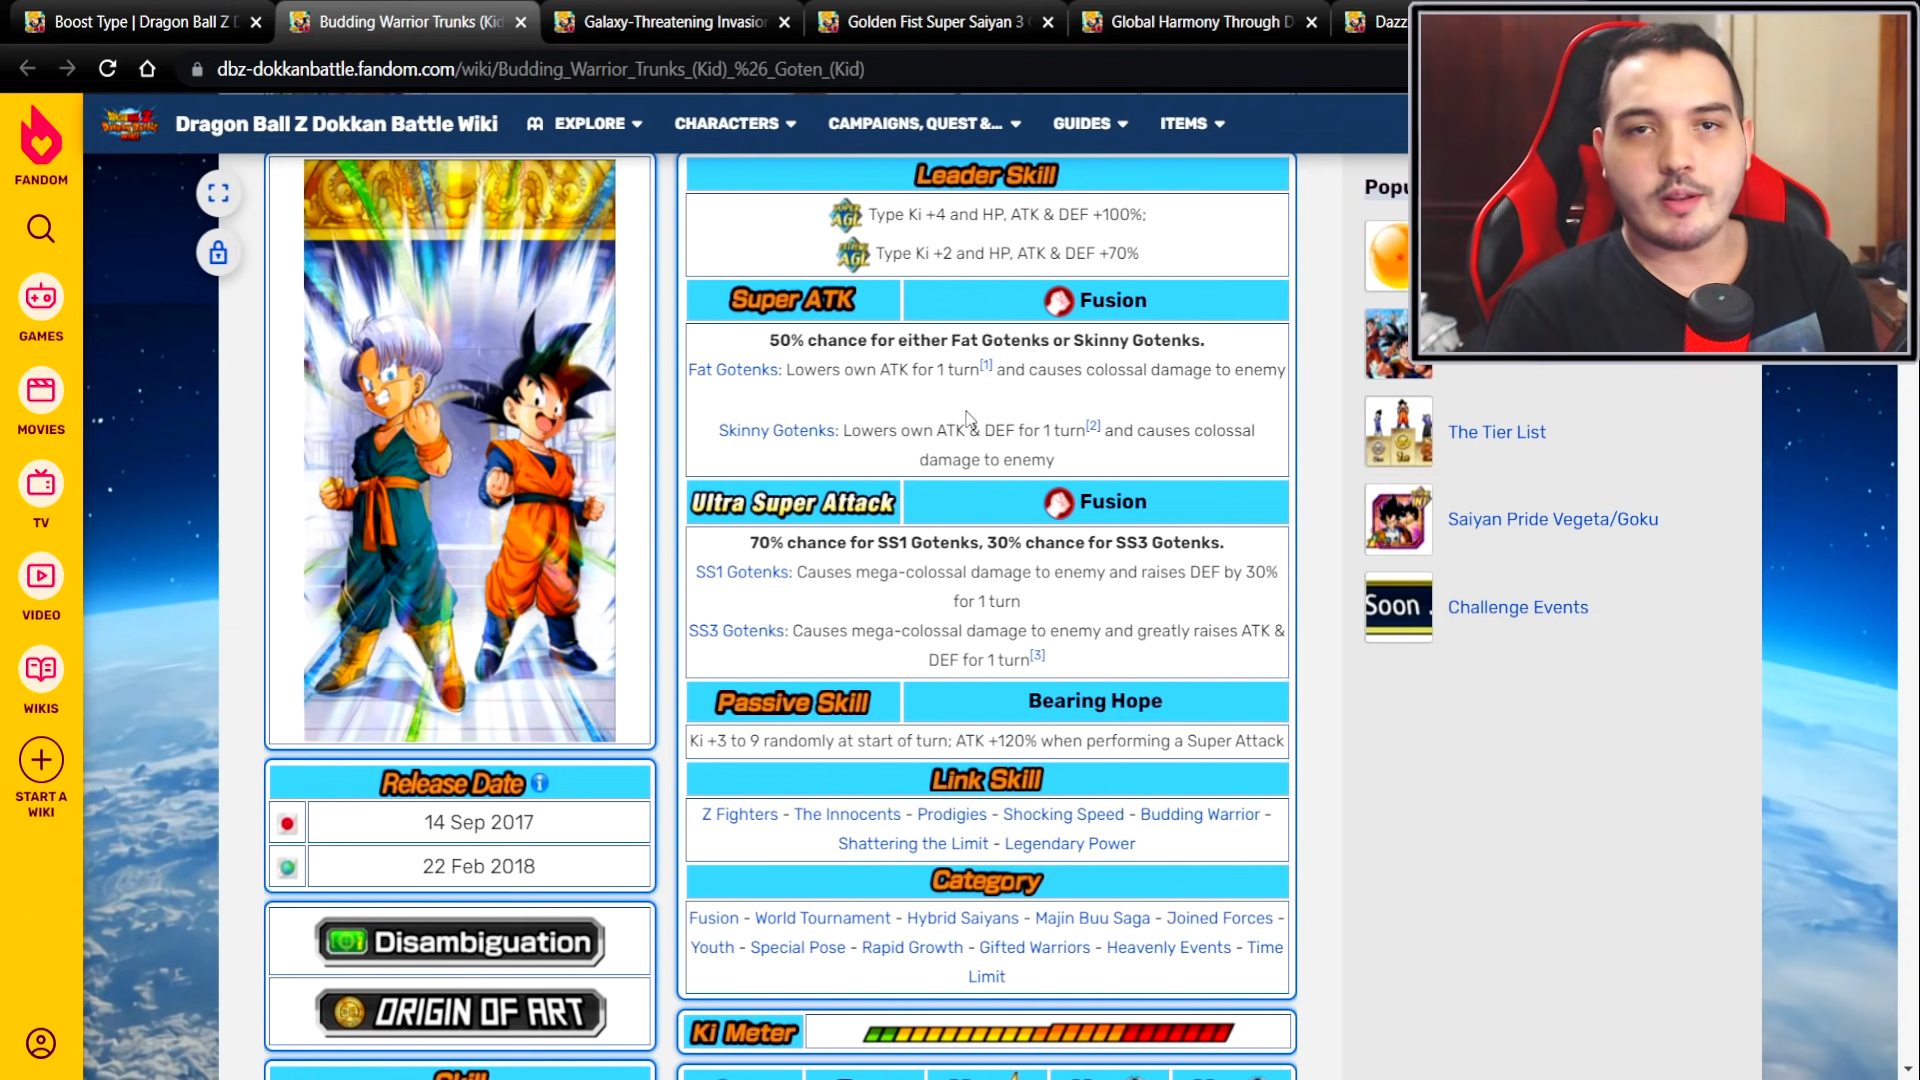 Boost Type | Dragon Ball Z D
Budding Warrior Trunks (Kid
Galaxy-Threatening Invasion
Golden Fist Super Saiyan 3
Global Harmony Through D
Dazz
dbz-dokkanbattle.fandom.com/wiki/Budding_Warrior_Trunks_(Kid)_%26_Goten_(Kid)
Dragon Ball Z Dokkan Battle Wiki
EXPLORE
CHARACTERS
CAMPAIGNS, QUEST &...
GUIDES
ITEMS
FANDOM
GAMES
MOVIES
TV
VIDEO
WIKIS
START A
WIKI
Leader Skill
SUPER AGL Type Ki +4 and HP, ATK & DEF +100%;
EXTREME AGL Type Ki +2 and HP, ATK & DEF +70%
Super ATK
Fusion
50% chance for either Fat Gotenks or Skinny Gotenks.
Fat Gotenks: Lowers own ATK for 1 turn[1] and causes colossal damage to enemy
Skinny Gotenks: Lowers own ATK & DEF for 1 turn[2] and causes colossal
damage to enemy
Ultra Super Attack
Fusion
70% chance for SS1 Gotenks, 30% chance for SS3 Gotenks.
SS1 Gotenks: Causes mega-colossal damage to enemy and raises DEF by 30%
for 1 turn
SS3 Gotenks: Causes mega-colossal damage to enemy and greatly raises ATK &
DEF for 1 turn[3]
Passive Skill
Bearing Hope
Ki +3 to 9 randomly at start of turn; ATK +120% when performing a Super Attack
Link Skill
Z Fighters - The Innocents - Prodigies - Shocking Speed - Budding Warrior -
Shattering the Limit - Legendary Power
Category
Fusion - World Tournament - Hybrid Saiyans - Majin Buu Saga - Joined Forces -
Youth - Special Pose - Rapid Growth - Gifted Warriors - Heavenly Events - Time
Limit
Ki Meter
Release Date
14 Sep 2017
22 Feb 2018
Disambiguation
ORIGIN OF ART
Skill
Popu
The Tier List
Saiyan Pride Vegeta/Goku
Soon .
Challenge Events